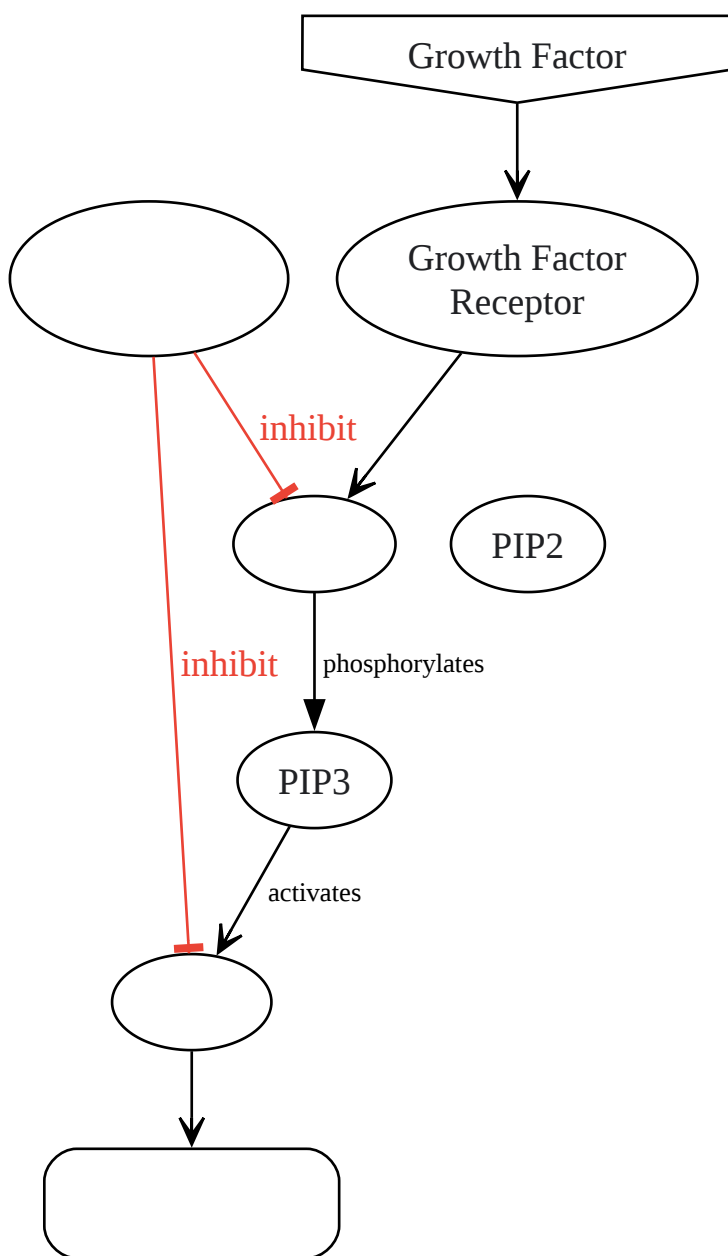 Growth Factor
Growth Factor
Receptor
inhibit
PIP2
inhibit
phosphorylates
PIP3
activates